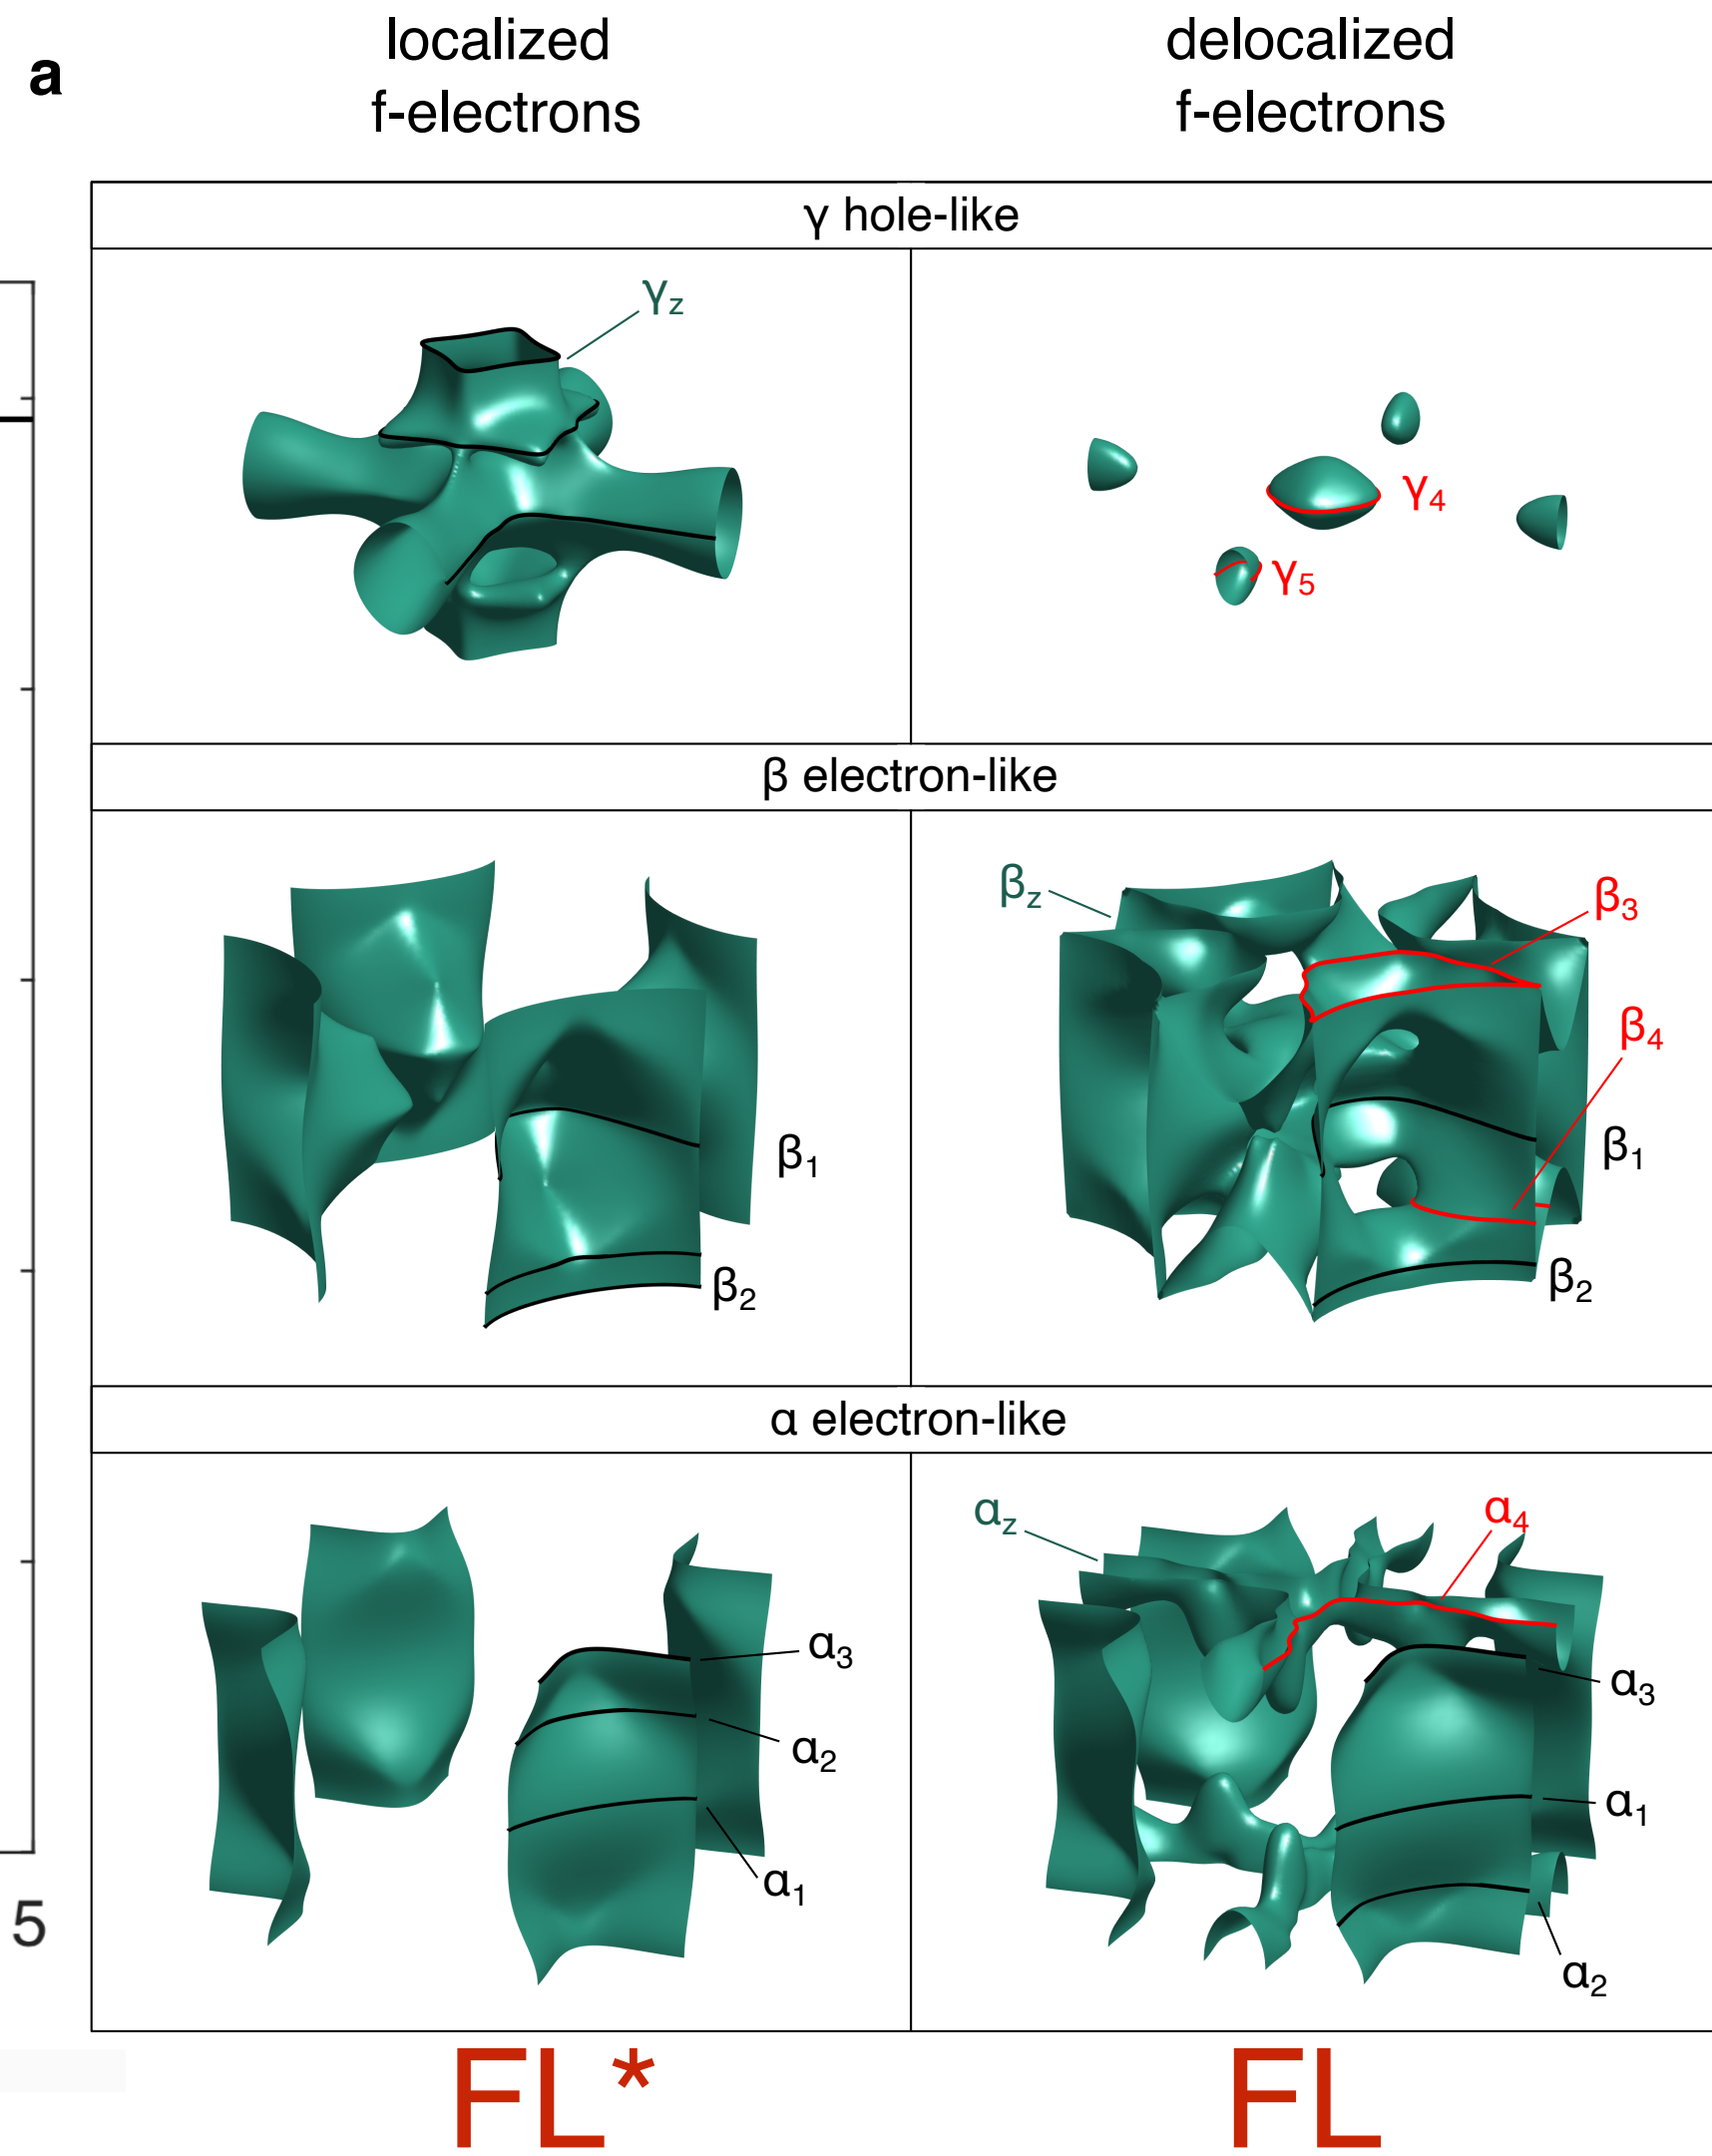 a
localized
f-electrons
delocalized
f-electrons
γ hole-like
γz
γ4
γ5
β electron-like
β1
β2
βz
β3
β4
β1
β2
α electron-like
α3
α2
α1
αz
α4
α3
α1
α2
5
FL*
FL